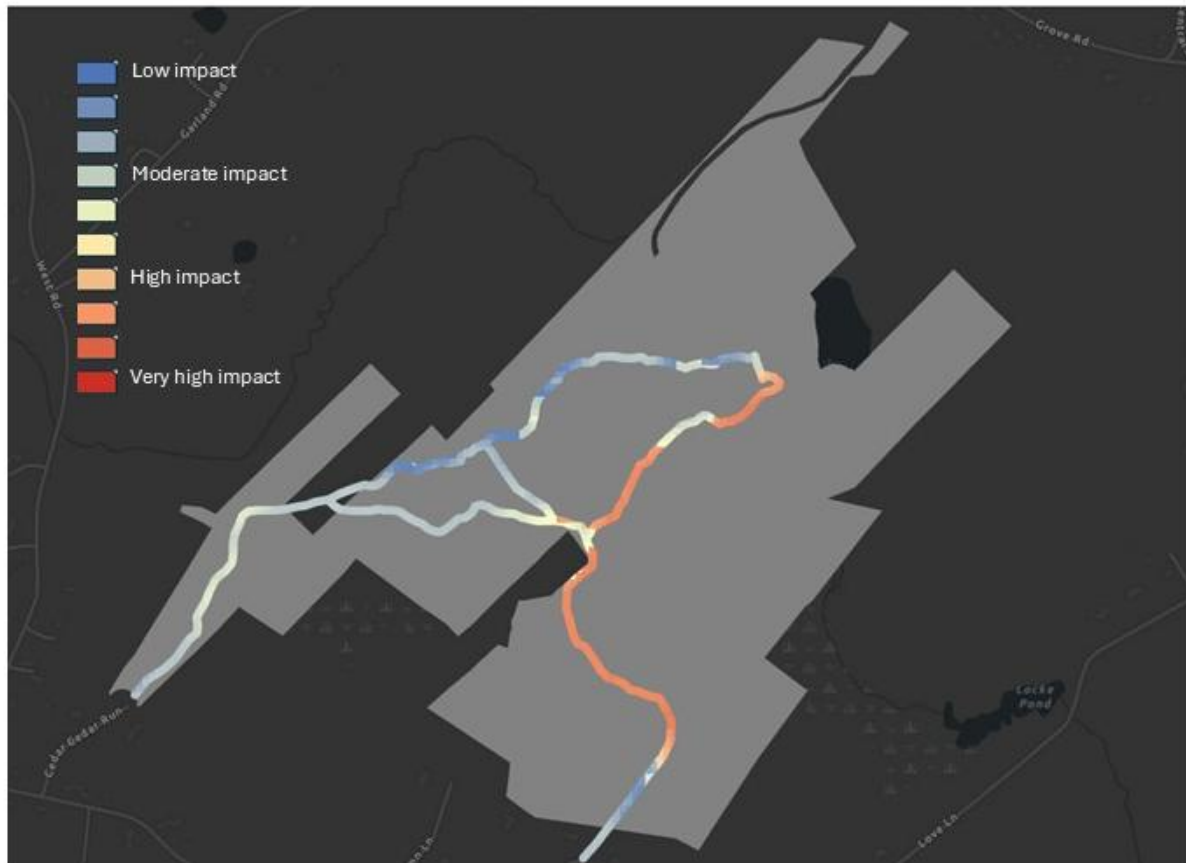 Low impact
Moderate impact
High impact
Very high impact
Garland Rd
West Rd
Grove Rd
Cedar Cedar Run
Locke
Pond
Love Ln
Ln